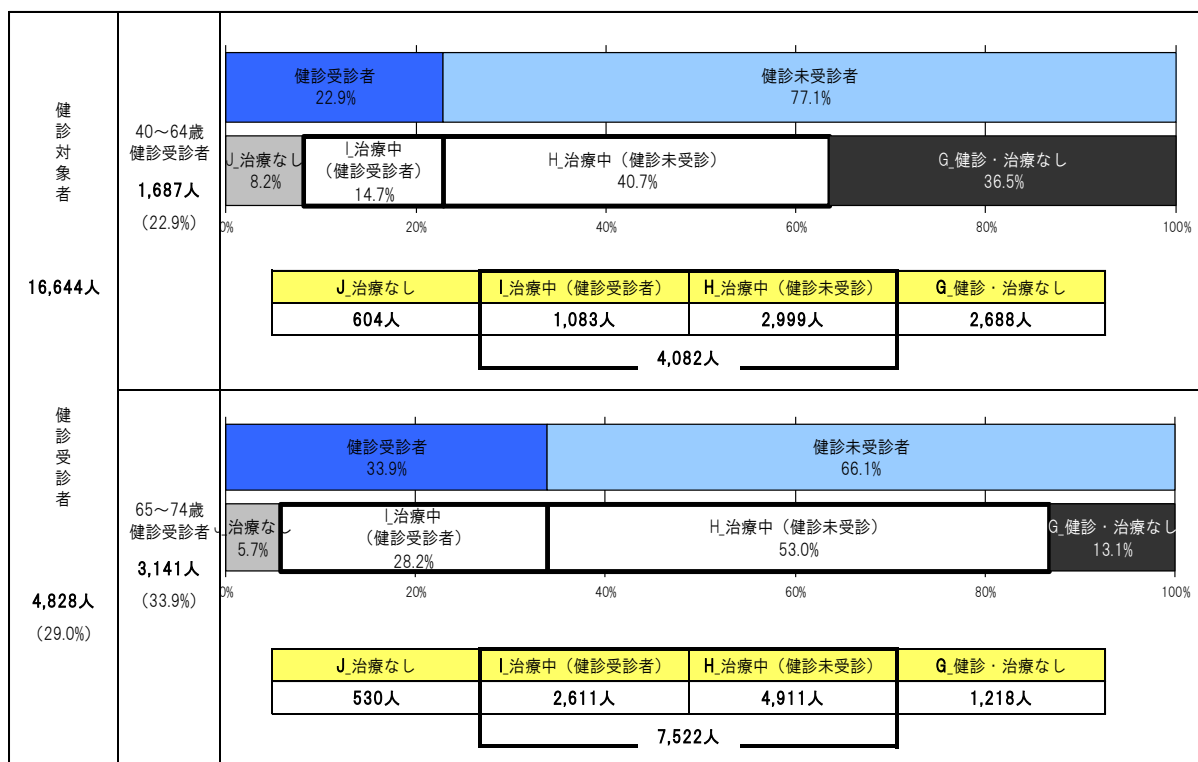 健診対象者
16,644人
健診受診者
4,828人
(29.0%)
40～64歳
健診受診者
1,687人
(22.9%)
健診受診者
22.9%
健診未受診者
77.1%
J_治療なし
8.2%
I_治療中
(健診受診者)
14.7%
H_治療中(健診未受診)
40.7%
G_健診・治療なし
36.5%
0% 20% 40% 60% 80% 100%
J_治療なし I_治療中(健診受診者) H_治療中(健診未受診) G_健診・治療なし
604人 1,083人 2,999人 2,688人
4,082人
65～74歳
健診受診者
3,141人
(33.9%)
健診受診者
33.9%
健診未受診者
66.1%
J_治療なし
5.7%
I_治療中
(健診受診者)
28.2%
H_治療中(健診未受診)
53.0%
G_健診・治療なし
13.1%
0% 20% 40% 60% 80% 100%
J_治療なし I_治療中(健診受診者) H_治療中(健診未受診) G_健診・治療なし
530人 2,611人 4,911人 1,218人
7,522人